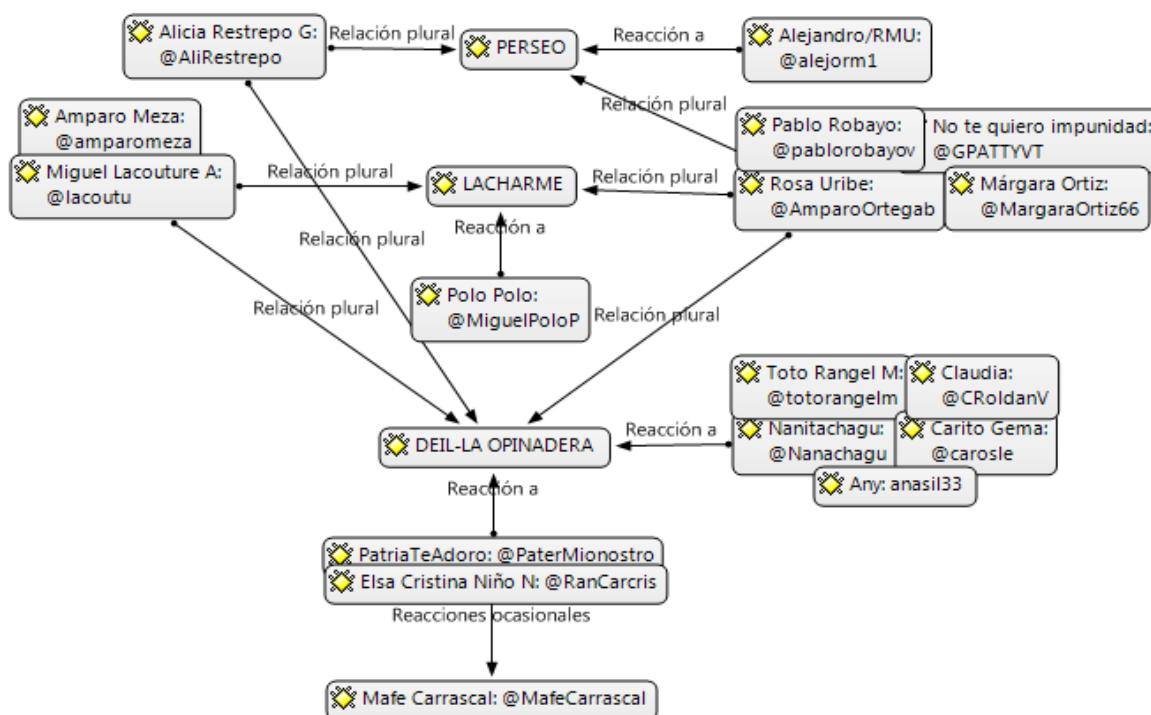 Alicia Restrepo G:
@AliRestrepo
Relación plural
PERSEO
Reacción a
Alejandro/RMU:
@alejorm1
Amparo Meza:
@amparomeza
Relación plural
Pablo Robayo:
@pablorobayov
No te quiero impunidad:
@GPATTYVT
Miguel Lacouture A:
@lacoutu
Relación plural
LACHARME
Relación plural
Rosa Uribe:
@AmparoOrtegab
Márgara Ortiz:
@MargaraOrtiz66
Reacción a
Relación plural
Polo Polo:
@MiguelPoloP
Relación plural
Relación plural
Toto Rangel M:
@totorangelm
Claudia:
@CRoldanV
DEIL-LA OPINADERA
Reacción a
Nanitachagu:
@Nanachagu
Carito Gema:
@carosle
Any: anasil33
Reacción a
PatriaTeAdoro: @PaterMionostro
Elsa Cristina Niño N: @RanCarcris
Reacciones ocasionales
Mafe Carrascal: @MafeCarrascal